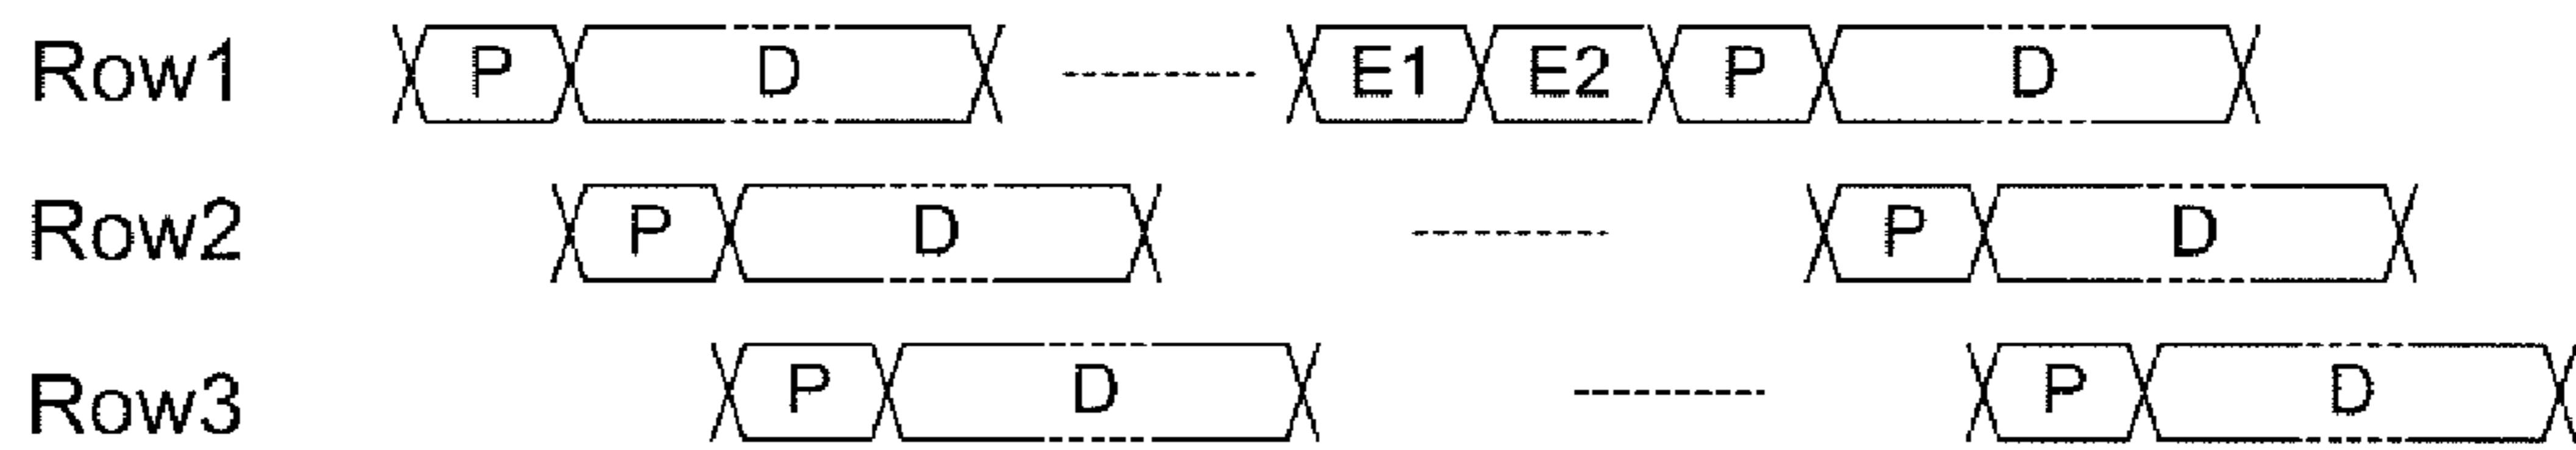 Row1 P D E1 E2 P D
Row2 P D P D
Row3 P D P D